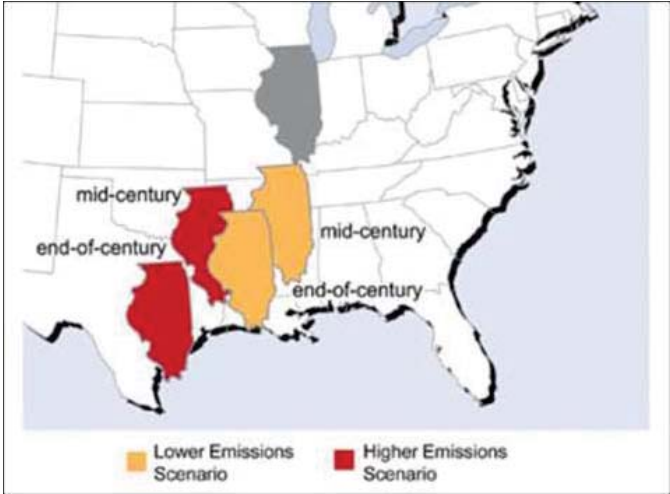 mid-century
end-of-century
mid-century
end-of-century
Lower Emissions
Scenario
Higher Emissions
Scenario